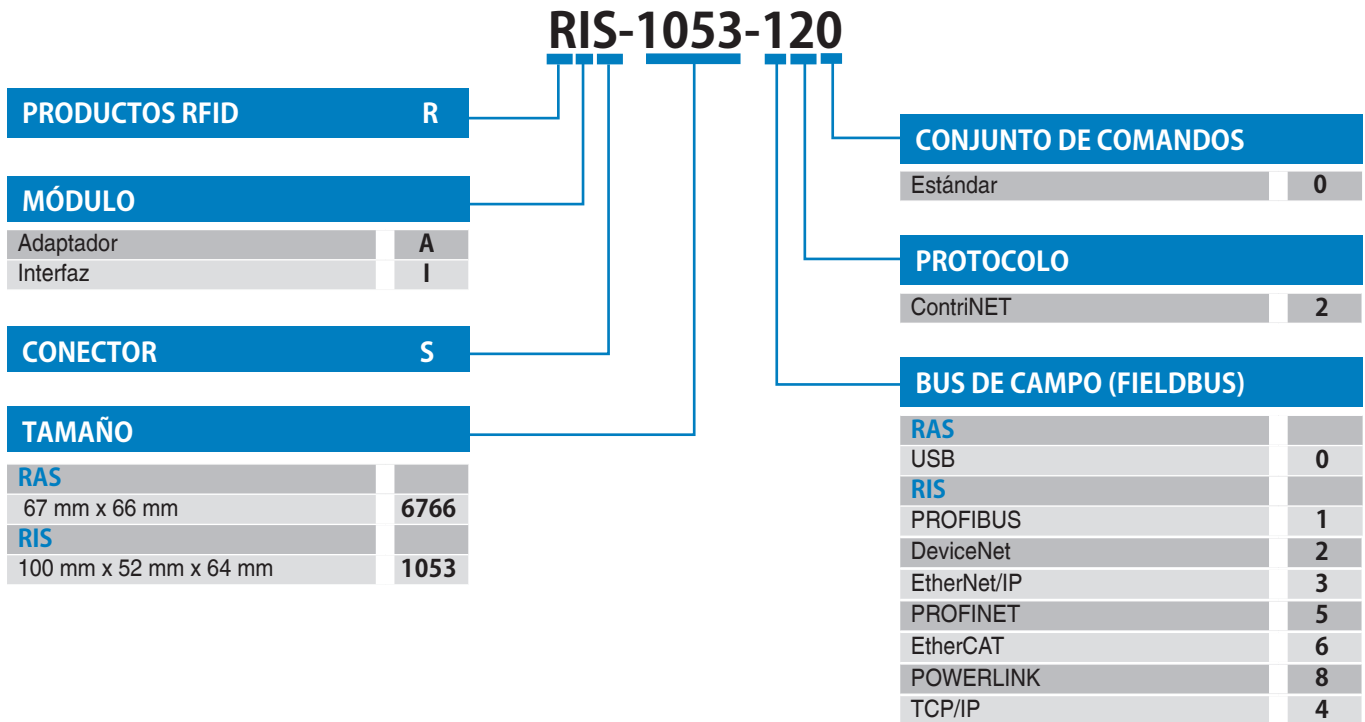 RIS-1053-120
PRODUCTOS RFID R
MÓDULO
Adaptador A
Interfaz I
CONECTOR S
TAMAÑO
RAS
67 mm x 66 mm 6766
RIS
100 mm x 52 mm x 64 mm 1053
CONJUNTO DE COMANDOS
Estándar 0
PROTOCOLO
ContriNET 2
BUS DE CAMPO (FIELDBUS)
RAS
USB 0
RIS
PROFIBUS 1
DeviceNet 2
EtherNet/IP 3
PROFINET 5
EtherCAT 6
POWERLINK 8
TCP/IP 4